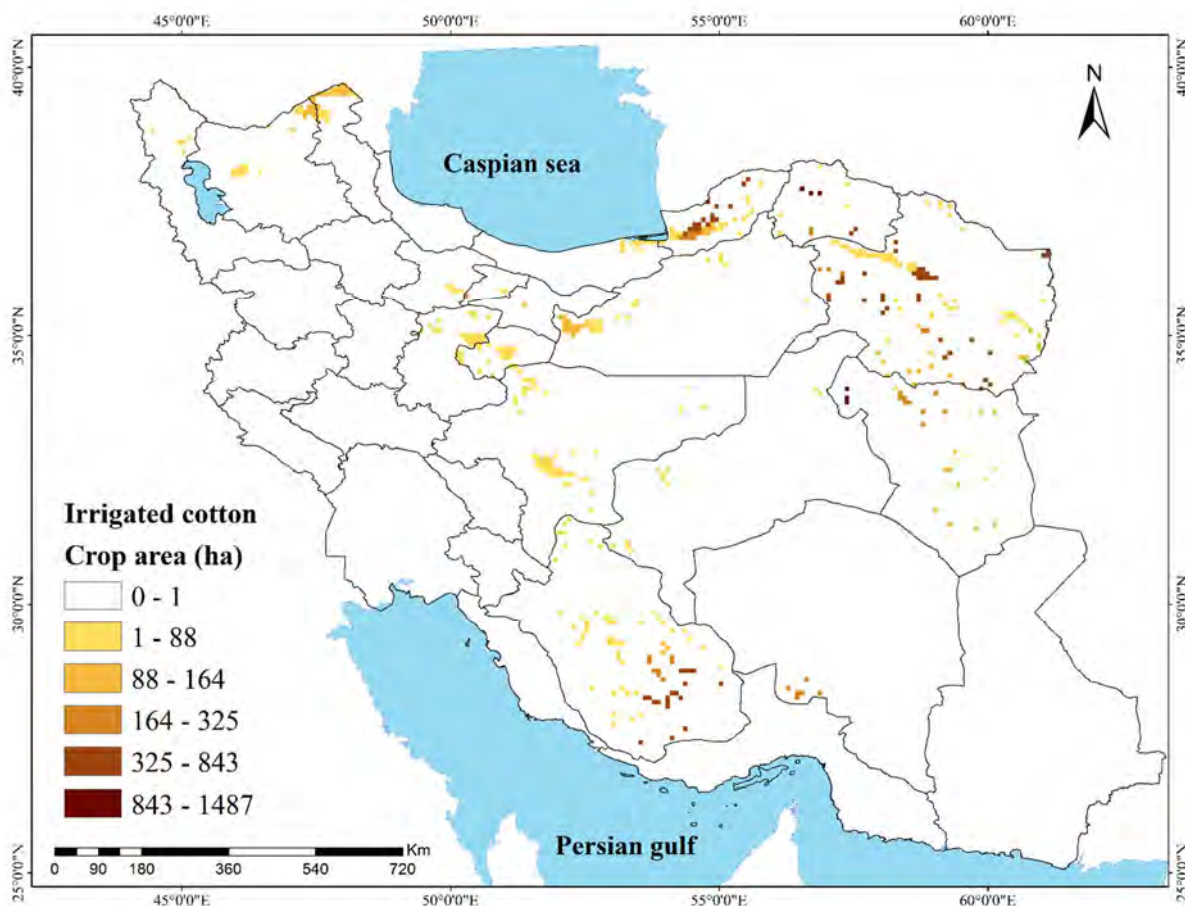 45°0'0"E
50°0'0"E
55°0'0"E
60°0'0"E
40°0'0"N
40°0'0"N
N
Caspian sea
35°0'0"N
35°0'0"N
Irrigated cotton
Crop area (ha)
0 - 1
1 - 88
88 - 164
164 - 325
325 - 843
843 - 1487
30°0'0"N
30°0'0"N
Km
0 90 180 360 540 720
Persian gulf
25°0'0"N
25°0'0"N
45°0'0"E
50°0'0"E
55°0'0"E
60°0'0"E